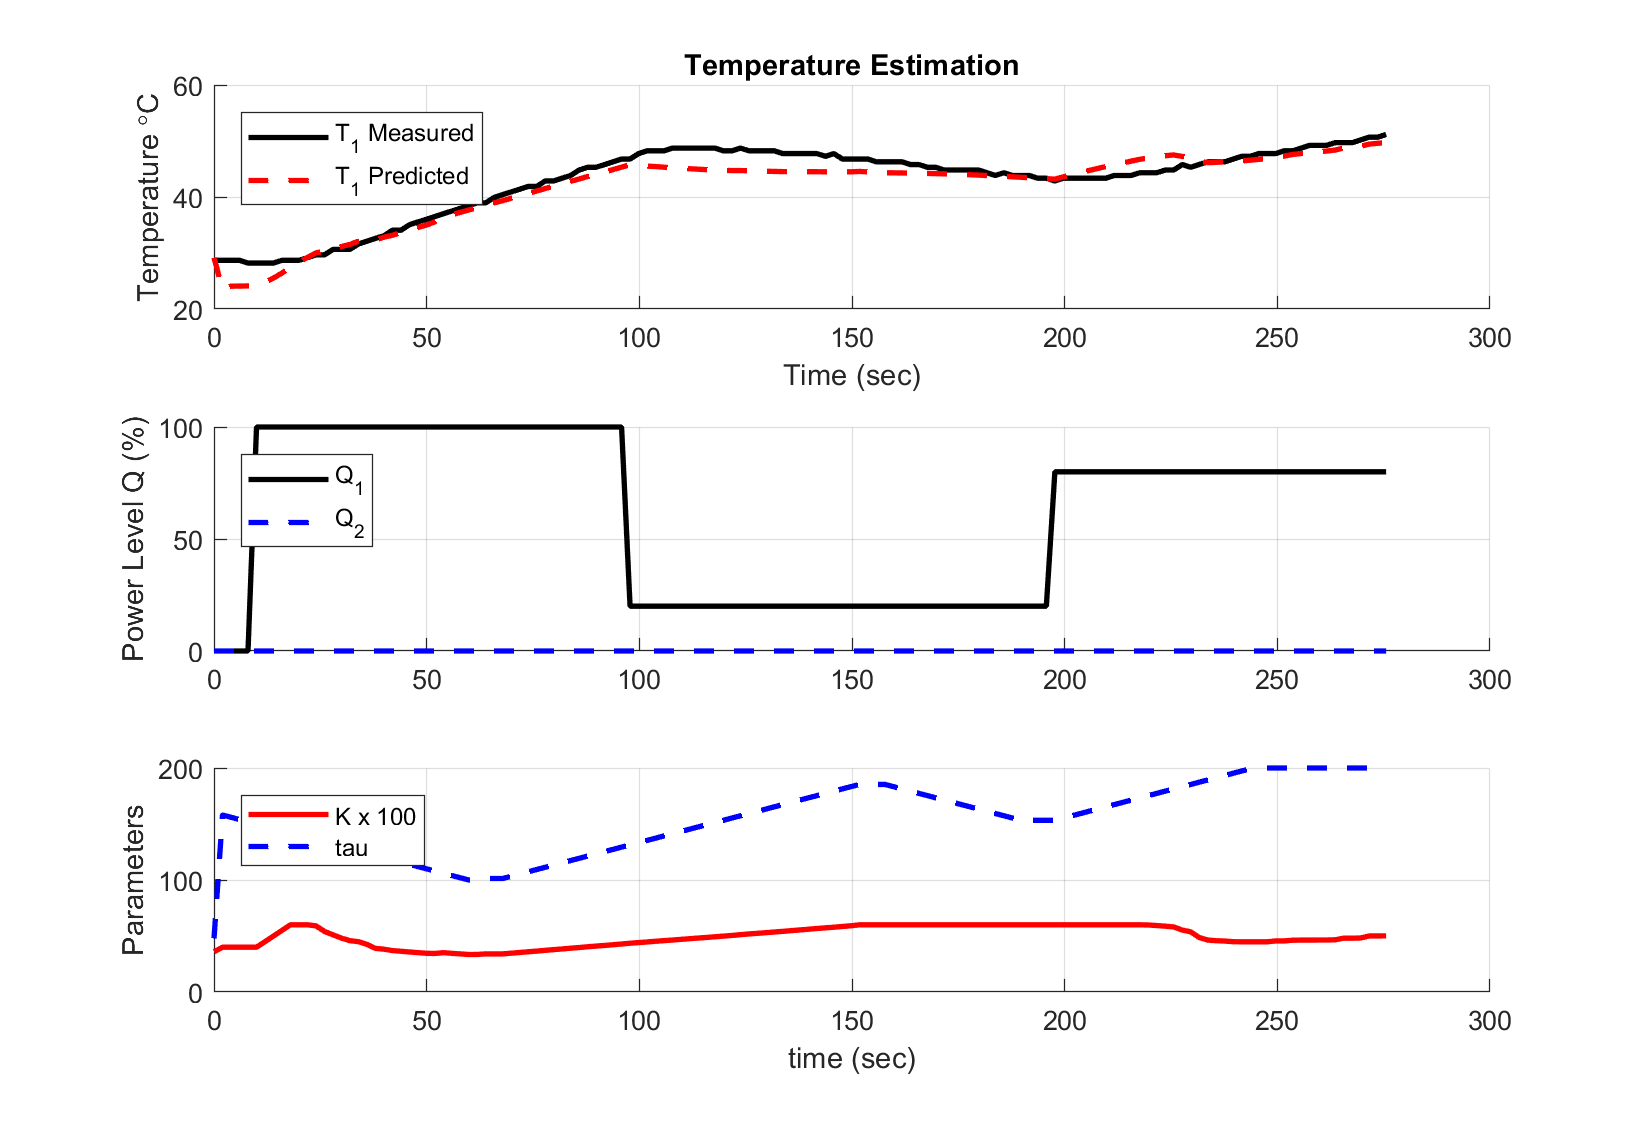 Temperature Estimation
Temperature °C
60
40
20
T1 Measured
T1 Predicted
0 50 100 150 200 250 300
Time (sec)
Power Level Q (%)
100
50
0
Q1
Q2
0 50 100 150 200 250 300
Parameters
200
100
0
K x 100
tau
0 50 100 150 200 250 300
time (sec)